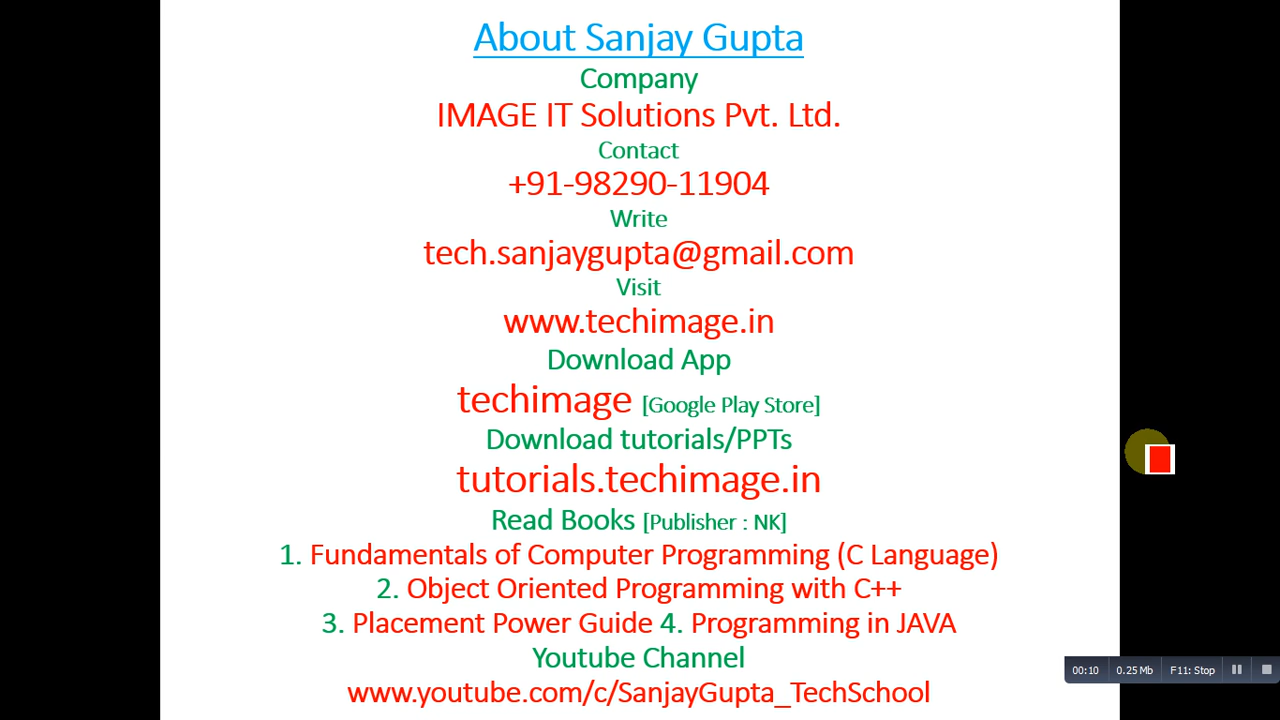 About Sanjay Gupta
Company
IMAGE IT Solutions Pvt. Ltd.
Contact
+91-98290-11904
Write
tech.sanjaygupta@gmail.com
Visit
www.techimage.in
Download App
techimage [Google Play Store]
Download tutorials/PPTs
tutorials.techimage.in
Read Books [Publisher : NK]
1. Fundamentals of Computer Programming (C Language)
2. Object Oriented Programming with C++
3. Placement Power Guide 4. Programming in JAVA
Youtube Channel
www.youtube.com/c/SanjayGupta_TechSchool
00:10 0.25 Mb F11: Stop